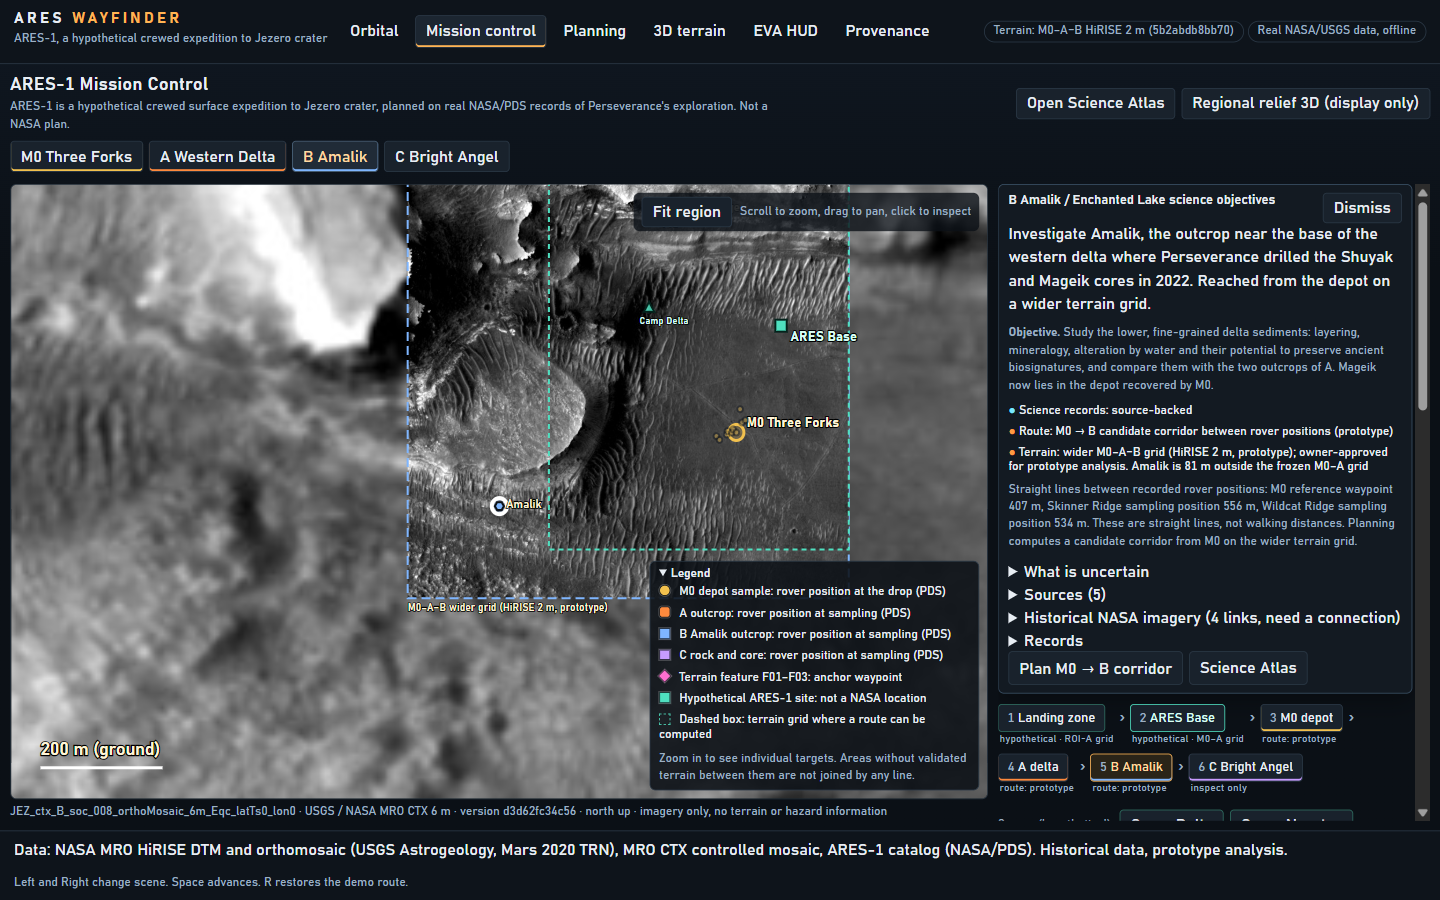 ARES WAYFINDER
ARES-1, a hypothetical crewed expedition to Jezero crater
Orbital
Mission control
Planning
3D terrain
EVA HUD
Provenance
Terrain: M0-A-B HiRISE 2 m (5b2abdb8bb70)
Real NASA/USGS data, offline
ARES-1 Mission Control
ARES-1 is a hypothetical crewed surface expedition to Jezero crater, planned on real NASA/PDS records of Perseverance's exploration. Not a
NASA plan.
Open Science Atlas
Regional relief 3D (display only)
M0 Three Forks
A Western Delta
B Amalik
C Bright Angel
Fit region
Scroll to zoom, drag to pan, click to inspect
Camp Delta
ARES Base
M0 Three Forks
Amalik
M0-A-B wider grid (HiRISE 2 m, prototype)
200 m (ground)
▼ Legend
M0 depot sample: rover position at the drop (PDS)
A outcrop: rover position at sampling (PDS)
B Amalik outcrop: rover position at sampling (PDS)
C rock and core: rover position at sampling (PDS)
Terrain feature F01-F03: anchor waypoint
Hypothetical ARES-1 site: not a NASA location
Dashed box: terrain grid where a route can be
computed
Zoom in to see individual targets. Areas without validated
terrain between them are not joined by any line.
JEZ_ctx_B_soc_008_orthoMosaic_6m_Eqc_latTs0_lon0 · USGS / NASA MRO CTX 6 m · version d3d62fc34c56 · north up · imagery only, no terrain or hazard information
B Amalik / Enchanted Lake science objectives
Dismiss
Investigate Amalik, the outcrop near the base of the
western delta where Perseverance drilled the Shuyak
and Mageik cores in 2022. Reached from the depot on
a wider terrain grid.
Objective. Study the lower, fine-grained delta sediments: layering,
mineralogy, alteration by water and their potential to preserve ancient
biosignatures, and compare them with the two outcrops of A. Mageik
now lies in the depot recovered by M0.
● Science records: source-backed
● Route: M0 → B candidate corridor between rover positions (prototype)
● Terrain: wider M0-A-B grid (HiRISE 2 m, prototype); owner-approved
for prototype analysis. Amalik is 81 m outside the frozen M0-A grid
Straight lines between recorded rover positions: M0 reference waypoint
407 m, Skinner Ridge sampling position 556 m, Wildcat Ridge sampling
position 534 m. These are straight lines, not walking distances. Planning
computes a candidate corridor from M0 on the wider terrain grid.
▶ What is uncertain
▶ Sources (5)
▶ Historical NASA imagery (4 links, need a connection)
▶ Records
Plan M0 → B corridor
Science Atlas
1 Landing zone › 2 ARES Base › 3 M0 depot ›
hypothetical · ROI-A grid hypothetical · M0-A grid route: prototype
4 A delta › 5 B Amalik › 6 C Bright Angel
route: prototype route: prototype inspect only
Data: NASA MRO HiRISE DTM and orthomosaic (USGS Astrogeology, Mars 2020 TRN), MRO CTX controlled mosaic, ARES-1 catalog (NASA/PDS). Historical data, prototype analysis.
Left and Right change scene. Space advances. R restores the demo route.